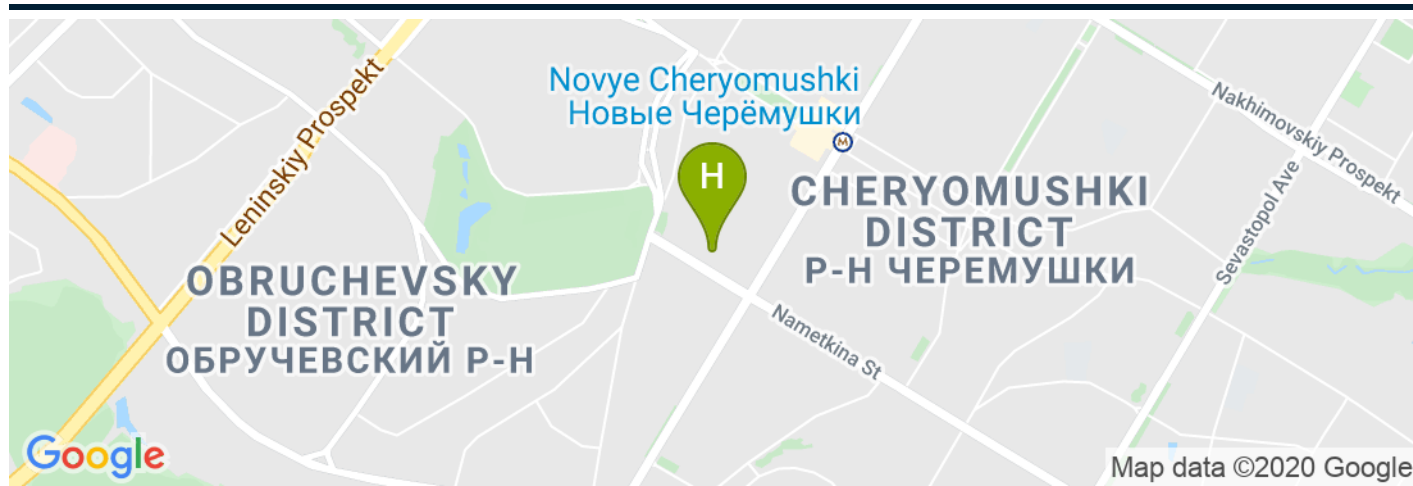 Novye Cheryomushki
Новые Черёмушки
M
H
Leninskiy Prospekt
Nakhimovskiy Prospekt
CHERYOMUSHKI
DISTRICT
Р-Н ЧЕРЕМУШКИ
Sevastopol Ave
OBRUCHEVSKY
DISTRICT
ОБРУЧЕВСКИЙ Р-Н
Nametkina St
Google
Map data ©2020 Google